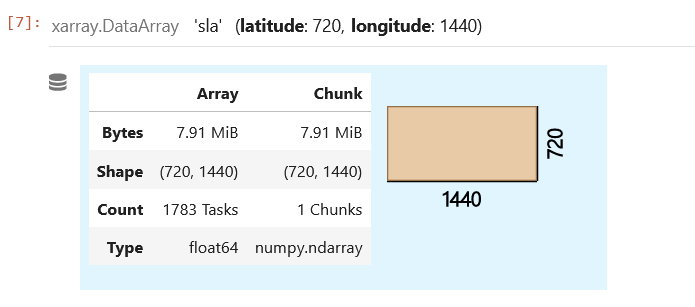 [7]: xarray.DataArray 'sla' (latitude: 720, longitude: 1440)
Array Chunk
Bytes 7.91 MiB 7.91 MiB
Shape (720, 1440) (720, 1440)
Count 1783 Tasks 1 Chunks
Type float64 numpy.ndarray
720
1440